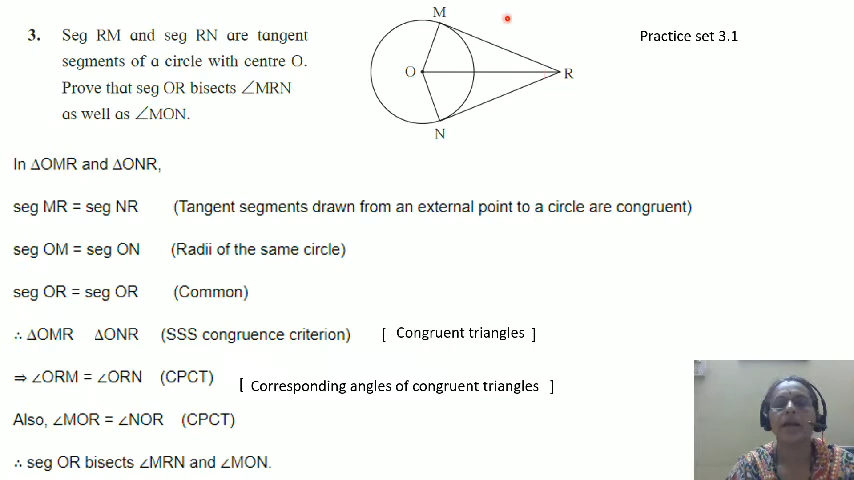 3. Seg RM and seg RN are tangent
segments of a circle with centre O.
Prove that seg OR bisects ∠MRN
as well as ∠MON.
M
O
R
N
Practice set 3.1
In ΔOMR and ΔONR,
seg MR = seg NR (Tangent segments drawn from an external point to a circle are congruent)
seg OM = seg ON (Radii of the same circle)
seg OR = seg OR (Common)
∴ ΔOMR ΔONR (SSS congruence criterion) [ Congruent triangles ]
⇒ ∠ORM = ∠ORN (CPCT) [ Corresponding angles of congruent triangles ]
Also, ∠MOR = ∠NOR (CPCT)
∴ seg OR bisects ∠MRN and ∠MON.